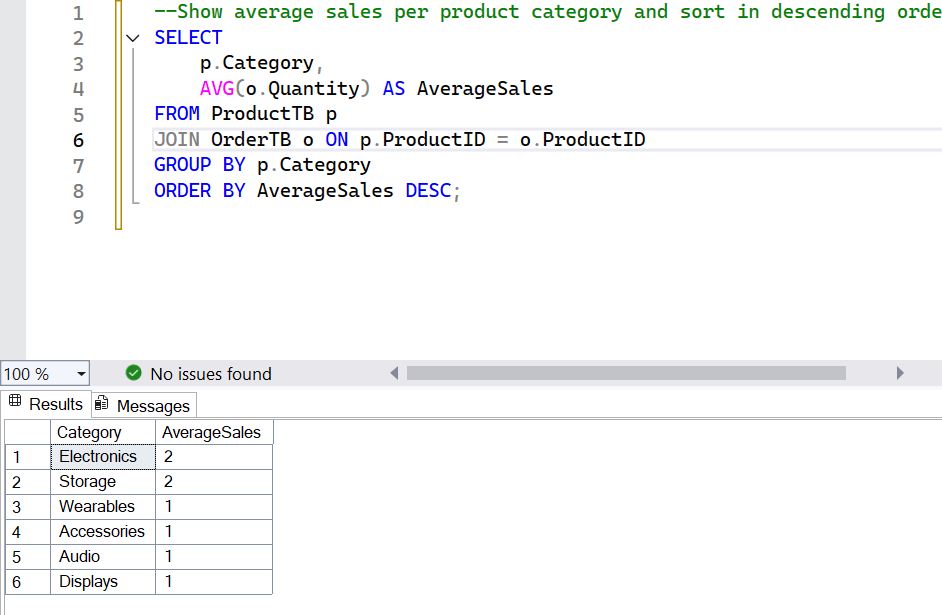 1 --Show average sales per product category and sort in descending orde
2 SELECT
3 p.Category,
4 AVG(o.Quantity) AS AverageSales
5 FROM ProductTB p
6 JOIN OrderTB o ON p.ProductID = o.ProductID
7 GROUP BY p.Category
8 ORDER BY AverageSales DESC;
9
100 % No issues found
Results Messages
Category AverageSales
1 Electronics 2
2 Storage 2
3 Wearables 1
4 Accessories 1
5 Audio 1
6 Displays 1